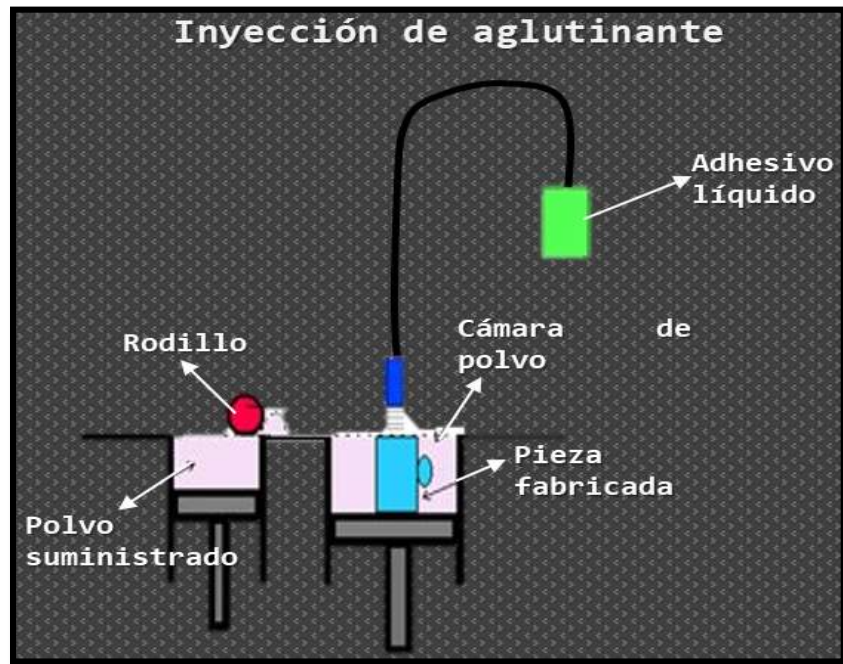 Inyección de aglutinante
Adhesivo
líquido
Cámara de
polvo
Rodillo
Pieza
fabricada
Polvo
suministrado